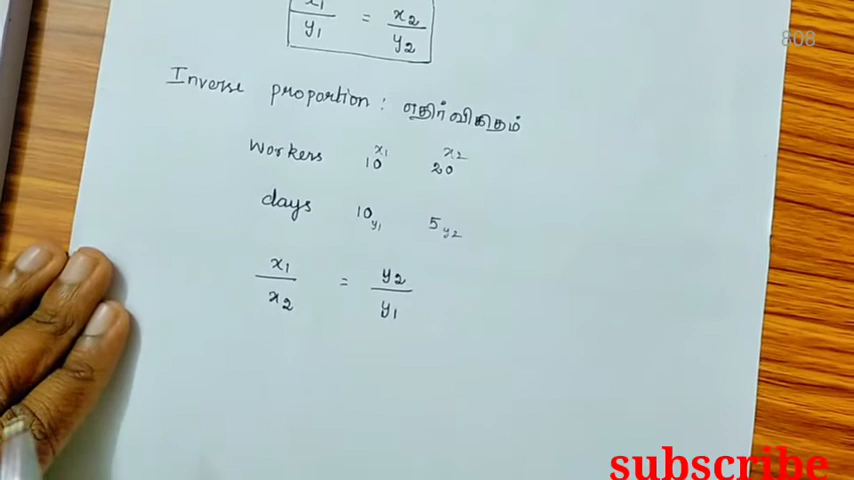 x₁/y₁ = x₂/y₂
808
Inverse proportion : எதிர் விகிதம்
workers 10 x₁ 20 x₂
days 10 y₁ 5 y₂
x₁/x₂ = y₂/y₁
subscribe